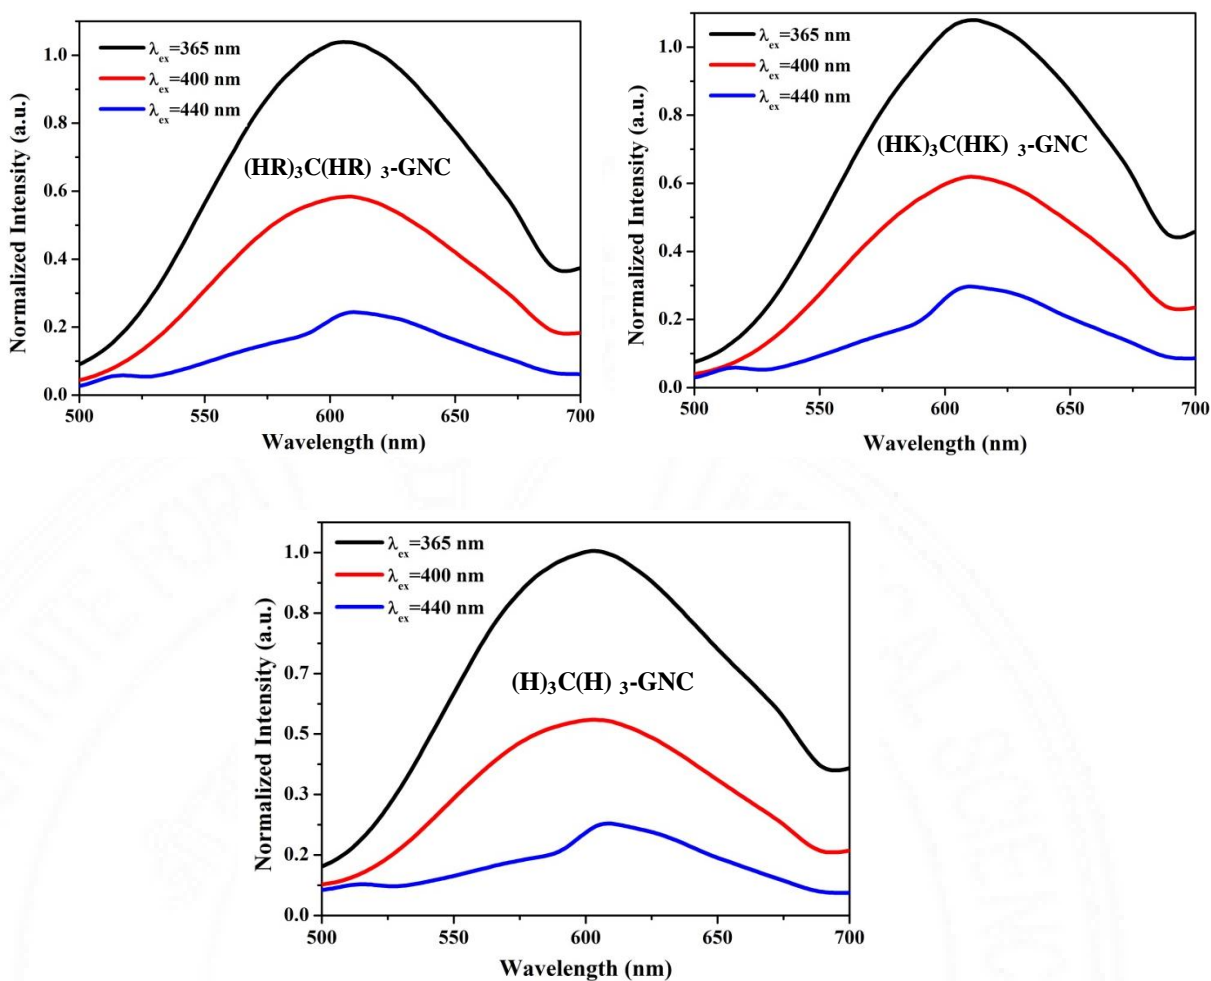 λex=365 nm
λex=400 nm
λex=440 nm
(HR)3C(HR) 3-GNC
Normalized Intensity (a.u.)
1.0
0.8
0.6
0.4
0.2
0.0
500 550 600 650 700
Wavelength (nm)
λex=365 nm
λex=400 nm
λex=440 nm
(HK)3C(HK) 3-GNC
Normalized Intensity (a.u.)
1.0
0.8
0.6
0.4
0.2
0.0
500 550 600 650 700
Wavelength (nm)
λex=365 nm
λex=400 nm
λex=440 nm
(H)3C(H) 3-GNC
Normalized Intensity (a.u.)
1.0
0.8
0.7
0.5
0.3
0.2
0.0
500 550 600 650 700
Wavelength (nm)